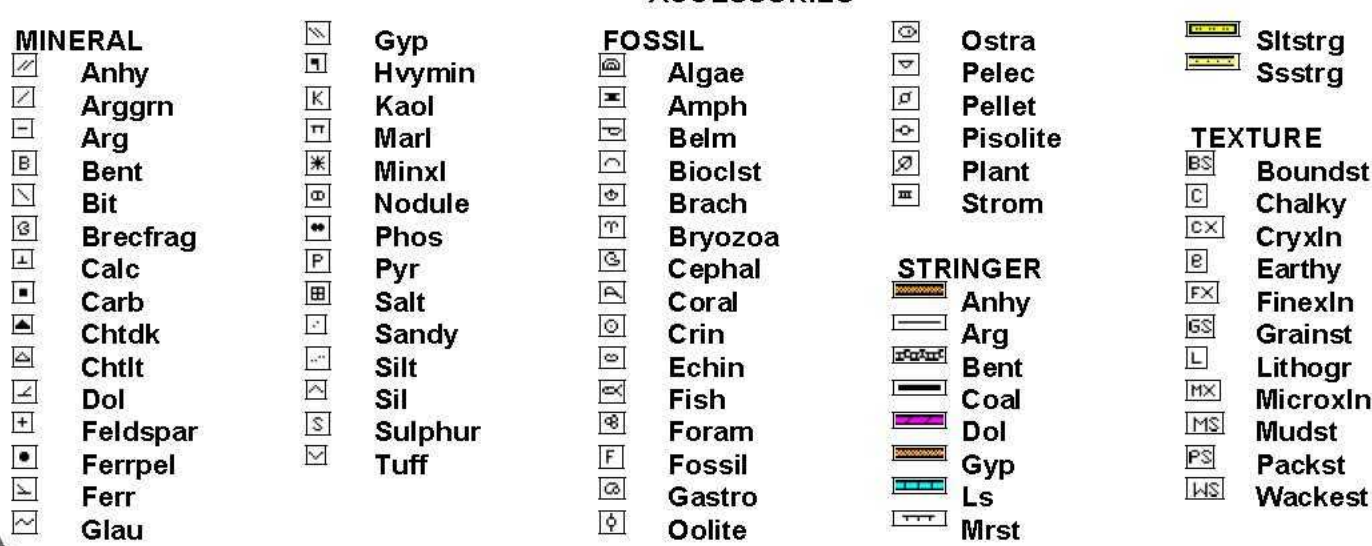 MINERAL
Anhy
Arggrn
Arg
B Bent
Bit
Brecfrag
Calc
Carb
Chtdk
Chtlt
Dol
Feldspar
Ferrpel
Ferr
Glau
Gyp
Hvymin
K Kaol
Marl
Minxl
Nodule
Phos
P Pyr
Salt
Sandy
Silt
Sil
S Sulphur
Tuff
FOSSIL
Algae
Amph
Belm
Bioclst
Brach
Bryozoa
Cephal
Coral
Crin
Echin
Fish
Foram
F Fossil
Gastro
Oolite
Ostra
Pelec
Pellet
Pisolite
Plant
Strom
STRINGER
Anhy
Arg
Bent
Coal
Dol
Gyp
Ls
Mrst
Sltstrg
Ssstrg
TEXTURE
BS Boundst
C Chalky
CX Cryxln
e Earthy
FX Finexln
GS Grainst
L Lithogr
MX Microxln
MS Mudst
PS Packst
WS Wackest